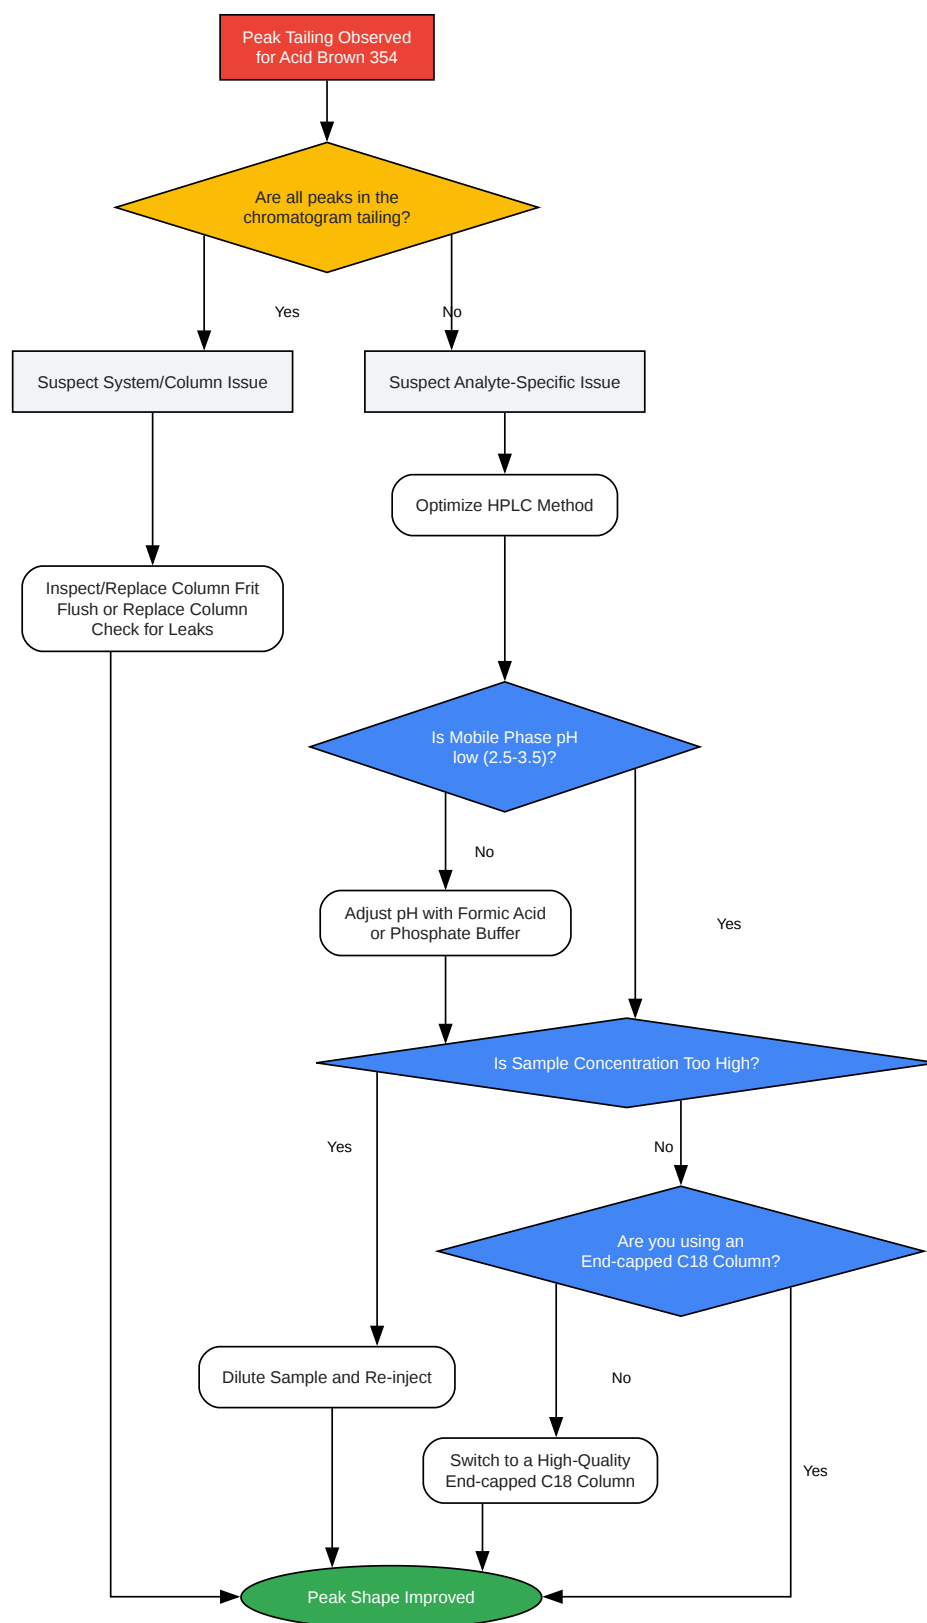 Peak Tailing Observed
for Acid Brown 354
Are all peaks in the
chromatogram tailing?
Yes
No
Suspect System/Column Issue
Suspect Analyte-Specific Issue
Optimize HPLC Method
Inspect/Replace Column Frit
Flush or Replace Column
Check for Leaks
Is Mobile Phase pH
low (2.5-3.5)?
No
Adjust pH with Formic Acid
or Phosphate Buffer
Yes
Is Sample Concentration Too High?
Yes
No
Are you using an
End-capped C18 Column?
Dilute Sample and Re-inject
No
Switch to a High-Quality
End-capped C18 Column
Yes
Peak Shape Improved